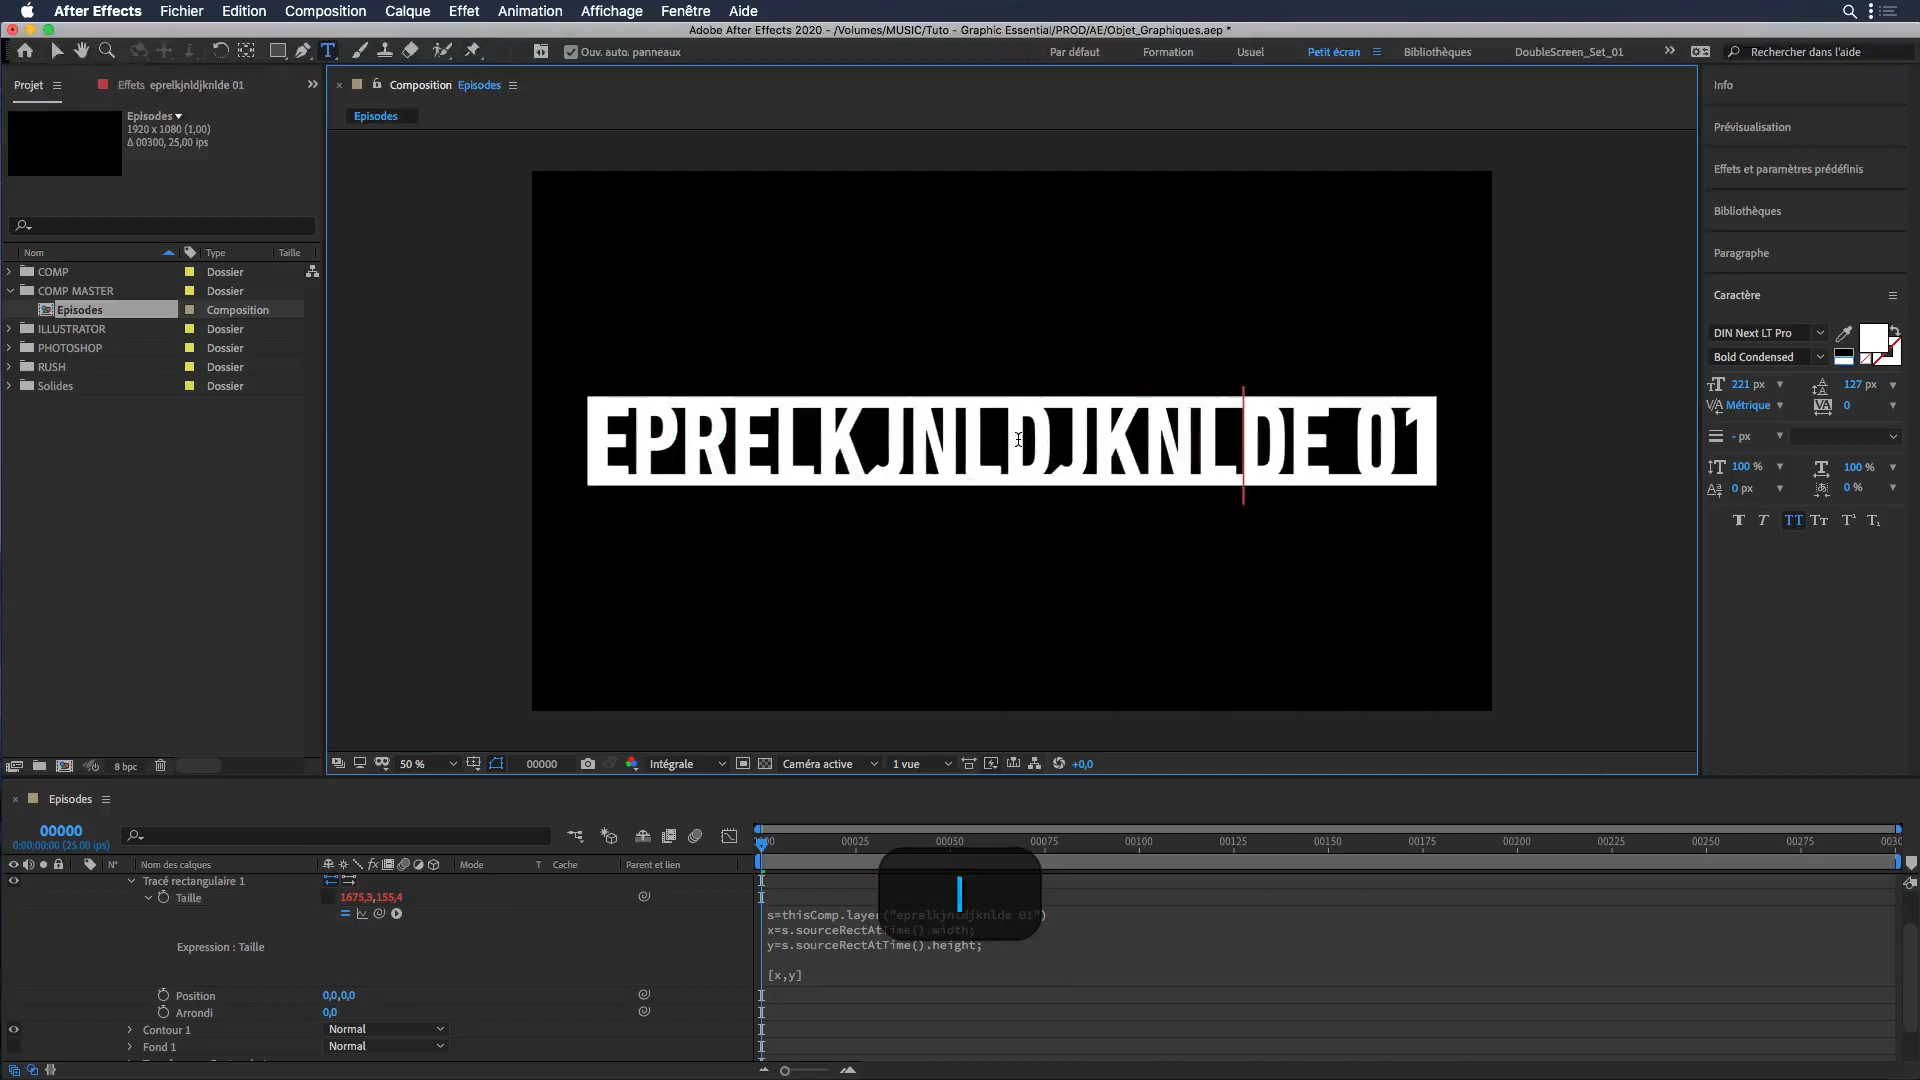 After Effects Fichier Edition Composition Calque Effet Animation Affichage Fenêtre Aide
Adobe After Effects 2020 - /Volumes/MUSIC/Tuto - Graphic Essential/PROD/AE/Objet_Graphiques.aep *
Ouv. auto. panneaux Par défaut Formation Usuel Petit écran Bibliothèques DoubleScreen_Set_01 Rechercher dans l'aide
Projet Effets eprelkjnldjknlde 01
Composition Episodes
Info
Episodes
1920 x 1080 (1,00)
Δ 00300, 25,00 ips
Episodes
Prévisualisation
Effets et paramètres prédéfinis
Bibliothèques
Paragraphe
Nom Type Taille
COMP Dossier
COMP MASTER Dossier
Episodes Composition
ILLUSTRATOR Dossier
PHOTOSHOP Dossier
RUSH Dossier
Solides Dossier
Caractère
DIN Next LT Pro
Bold Condensed
221 px 127 px
Métrique 0
- px
100 % 100 %
0 px 0 %
EPRELKJNLDJKNLDE 01
8 bpc
50 % 00000 Intégrale Caméra active 1 vue +0,0
Episodes
00000
0:00:00:00 (25.00 ips)
00025 00050 00075 00100 00125 00150 00175 00200 00225 00250 00275
N° Nom des calques Mode T Cache Parent et lien
Tracé rectangulaire 1
Taille 1675,3,155,4
Expression : Taille
s=thisComp.layer("eprelkjnldjknlde 01")
x=s.sourceRectAtTime().width;
y=s.sourceRectAtTime().height;
[x,y]
Position 0,0,0,0
Arrondi 0,0
Contour 1 Normal
Fond 1 Normal